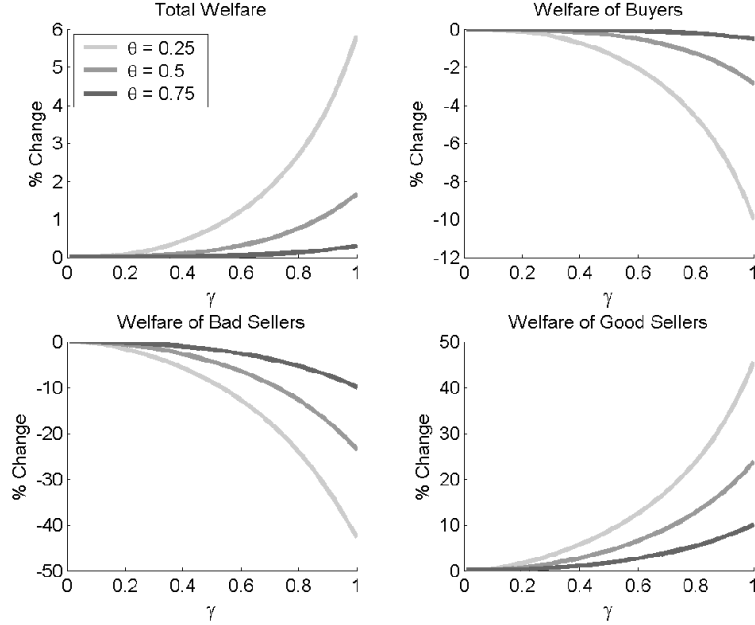 Total Welfare
6
5
4
3
2
1
0
% Change
θ = 0.25
θ = 0.5
θ = 0.75
0 0.2 0.4 0.6 0.8 1
γ
Welfare of Buyers
0
-2
-4
-6
-8
-10
-12
% Change
0 0.2 0.4 0.6 0.8 1
γ
Welfare of Bad Sellers
0
-10
-20
-30
-40
-50
% Change
0 0.2 0.4 0.6 0.8 1
γ
Welfare of Good Sellers
50
40
30
20
10
0
% Change
0 0.2 0.4 0.6 0.8 1
γ